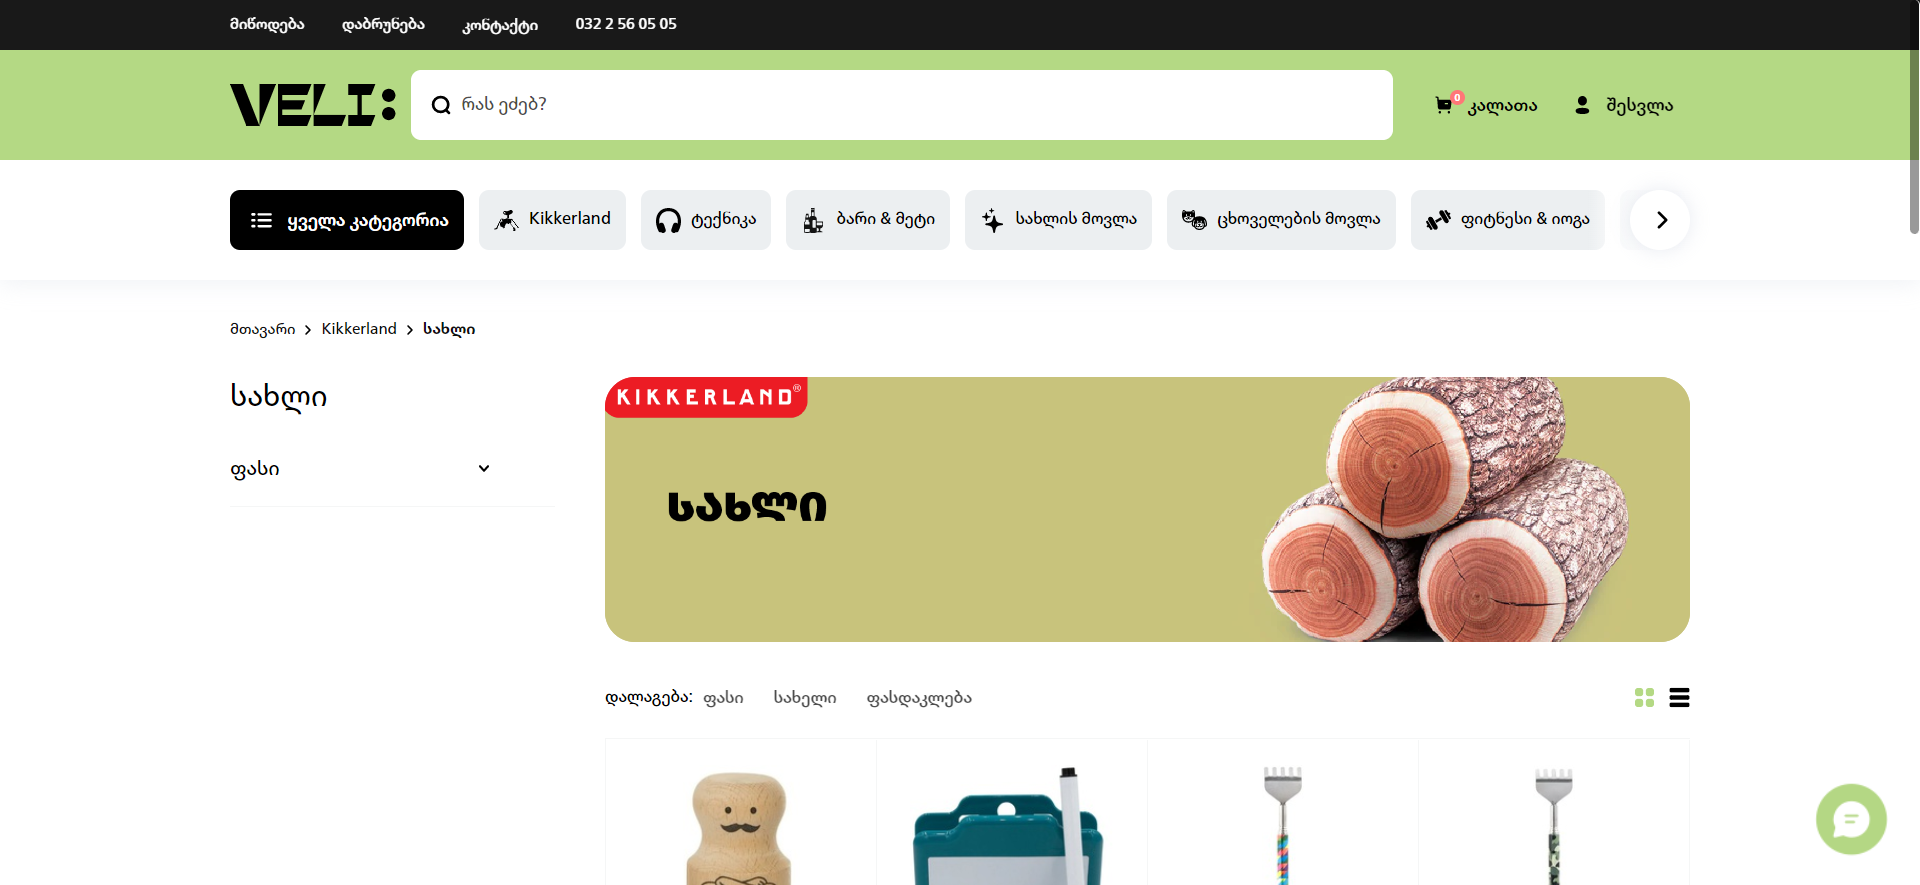 მიწოდება
დაბრუნება
კონტაქტი
032 2 56 05 05
VELI:
რას ეძებ?
0
კალათა
შესვლა
ყველა კატეგორია
Kikkerland
ტექნიკა
ბარი & მეტი
სახლის მოვლა
ცხოველების მოვლა
ფიტნესი & იოგა
მთავარი
Kikkerland
სახლი
სახლი
ფასი
KIKKERLAND®
სახლი
დალაგება:
ფასი
სახელი
ფასდაკლება